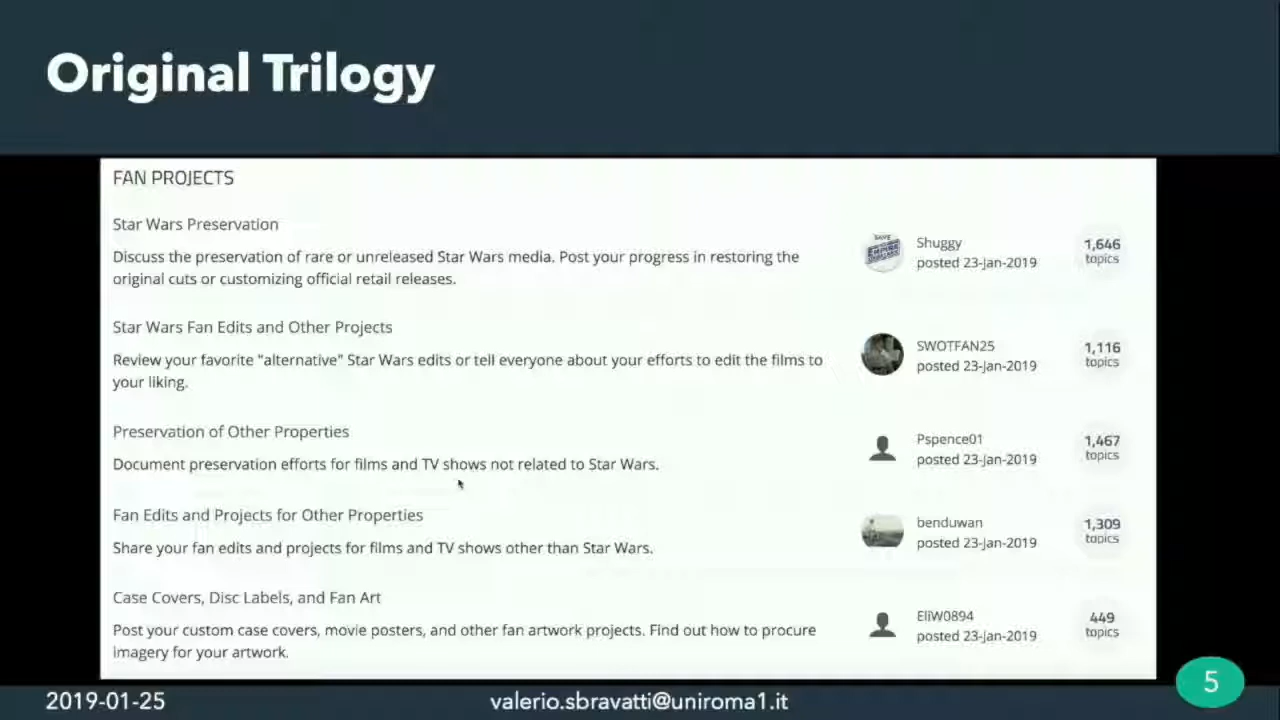 Original Trilogy
FAN PROJECTS
Star Wars Preservation
Discuss the preservation of rare or unreleased Star Wars media. Post your progress in restoring the
original cuts or customizing official retail releases.
Shuggy
posted 23-Jan-2019
1,646
topics
Star Wars Fan Edits and Other Projects
Review your favorite "alternative" Star Wars edits or tell everyone about your efforts to edit the films to
your liking.
SWOTFAN25
posted 23-Jan-2019
1,116
topics
Preservation of Other Properties
Document preservation efforts for films and TV shows not related to Star Wars.
Pspence01
posted 23-Jan-2019
1,467
topics
Fan Edits and Projects for Other Properties
Share your fan edits and projects for films and TV shows other than Star Wars.
benduwan
posted 23-Jan-2019
1,309
topics
Case Covers, Disc Labels, and Fan Art
Post your custom case covers, movie posters, and other fan artwork projects. Find out how to procure
imagery for your artwork.
EliW0894
posted 23-Jan-2019
449
topics
2019-01-25
valerio.sbravatti@uniroma1.it
5